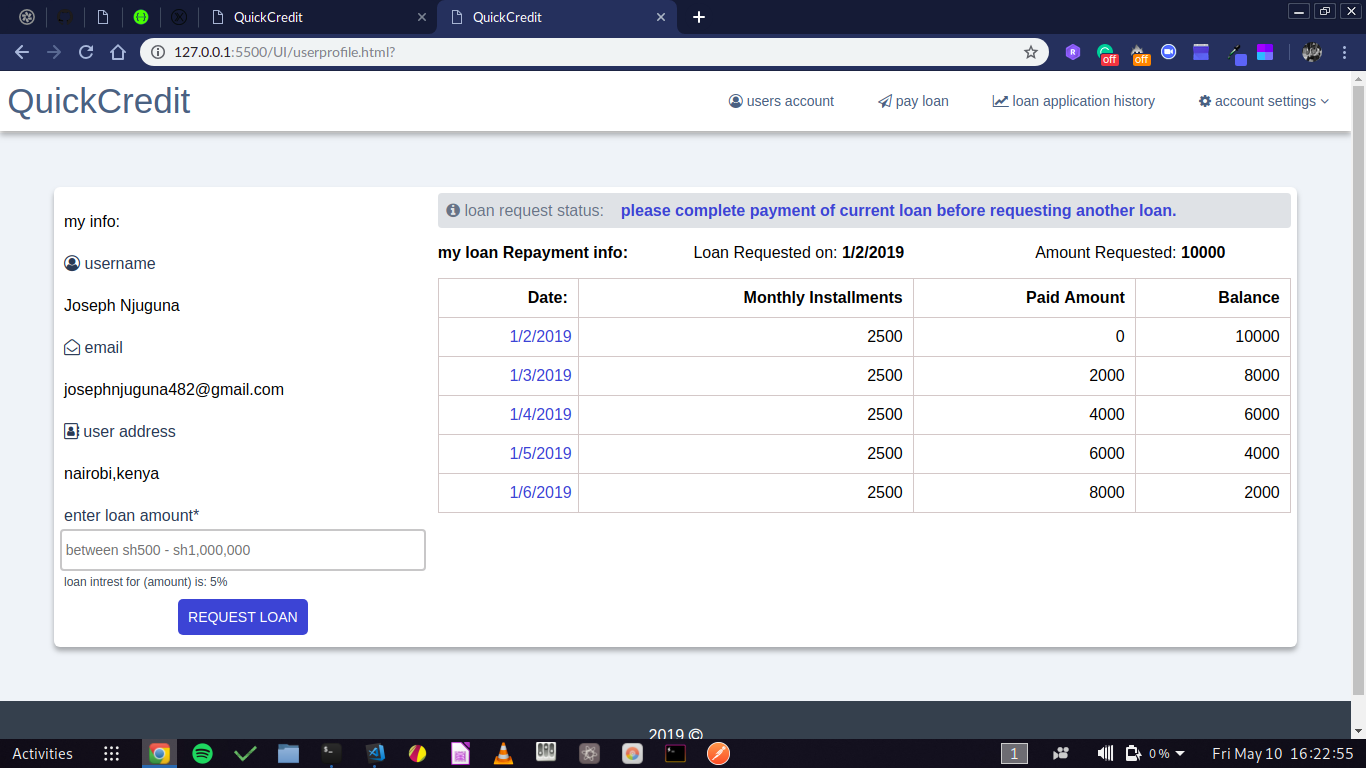 QuickCredit
QuickCredit
127.0.0.1:5500/UI/userprofile.html?
off
off
QuickCredit
users account
pay loan
loan application history
account settings
my info:
username
Joseph Njuguna
email
josephnjuguna482@gmail.com
user address
nairobi,kenya
enter loan amount*
between sh500 - sh1,000,000
loan intrest for (amount) is: 5%
REQUEST LOAN
loan request status: please complete payment of current loan before requesting another loan.
my loan Repayment info: Loan Requested on: 1/2/2019 Amount Requested: 10000
Date: Monthly Installments Paid Amount Balance
1/2/2019 2500 0 10000
1/3/2019 2500 2000 8000
1/4/2019 2500 4000 6000
1/5/2019 2500 6000 4000
1/6/2019 2500 8000 2000
2019 ©
Activities
1
0 %
Fri May 10 16:22:55